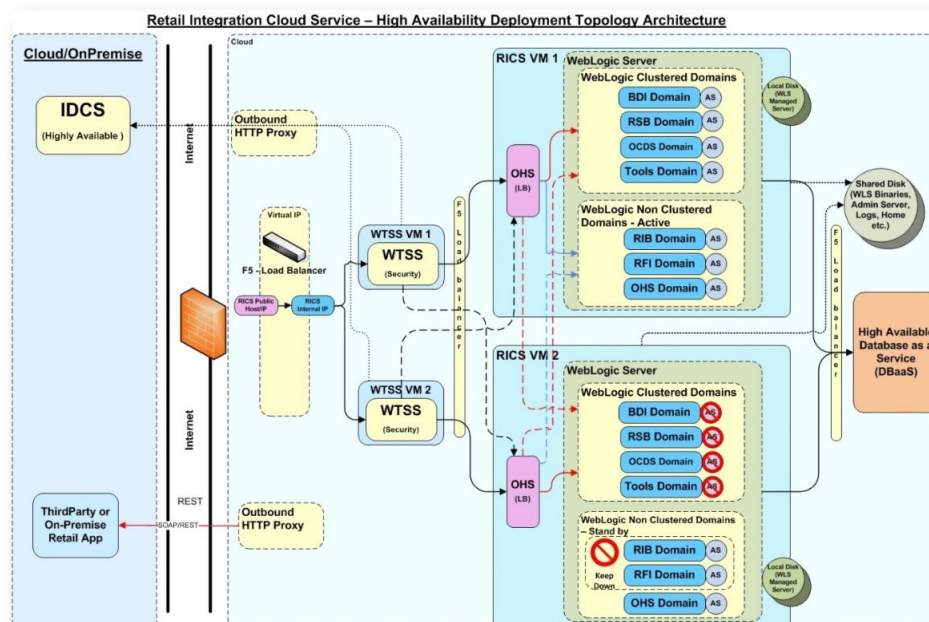 Retail Integration Cloud Service – High Availability Deployment Topology Architecture
Cloud/OnPremise
IDCS
(Highly Available )
ThirdParty or
On-Premise
Retail App
Internet
Internet
REST
SOAP/REST
Cloud
Outbound
HTTP Proxy
Virtual IP
F5 - Load Balancer
RICS Public
Host/IP
RICS
Internal IP
Outbound
HTTP Proxy
WTSS VM 1
WTSS
(Security)
WTSS VM 2
WTSS
(Security)
F5 Load balancer
OHS
(LB)
OHS
(LB)
RICS VM 1
WebLogic Server
WebLogic Clustered Domains
BDI Domain AS
RSB Domain AS
OCDS Domain AS
Tools Domain AS
WebLogic Non Clustered
Domains - Active
RIB Domain AS
RFI Domain AS
OHS Domain AS
Local Disk
(WLS
Managed
Server)
RICS VM 2
WebLogic Server
WebLogic Clustered Domains
BDI Domain AS
RSB Domain AS
OCDS Domain AS
Tools Domain AS
WebLogic Non Clustered Domains
– Stand by
Keep
Down
RIB Domain AS
RFI Domain AS
OHS Domain AS
Local Disk
(WLS
Managed
Server)
Shared Disk
(WLS Binaries,
Admin Server,
Logs, Home
etc.)
F5 Load balancer
High Available
Database as a
Service
(DBaaS)